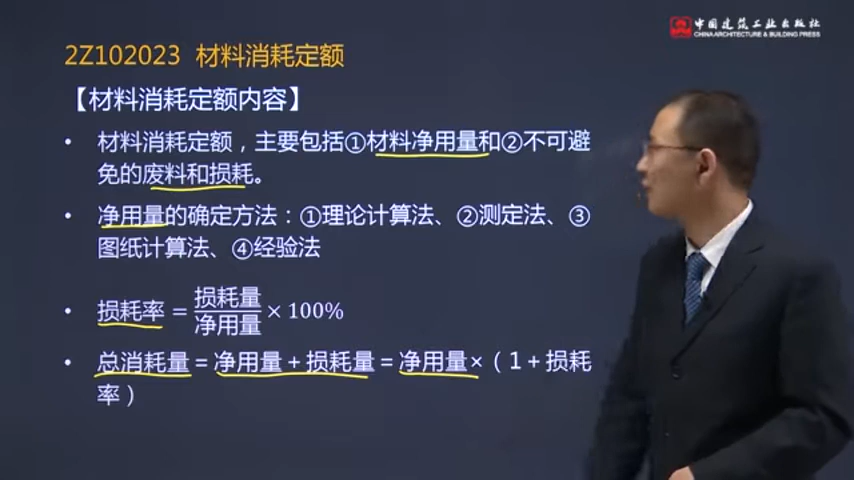 中国建筑工业出版社
CHINA ARCHITECTURE & BUILDING PRESS
2Z102023 材料消耗定额
【材料消耗定额内容】
• 材料消耗定额，主要包括①材料净用量和②不可避
免的废料和损耗。
• 净用量的确定方法：①理论计算法、②测定法、③
图纸计算法、④经验法
• 损耗率＝损耗量/净用量×100%
• 总消耗量＝净用量＋损耗量＝净用量×（1＋损耗
率）